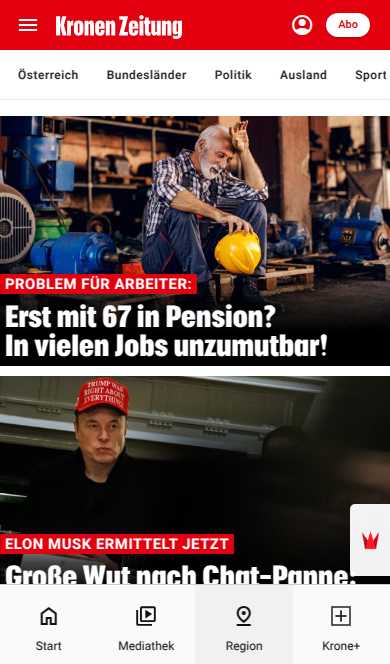 Kronen Zeitung
Abo
Österreich Bundesländer Politik Ausland Sport
PROBLEM FÜR ARBEITER:
Erst mit 67 in Pension?
In vielen Jobs unzumutbar!
TRUMP WAS
RIGHT ABOUT
EVERYTHING
ELON MUSK ERMITTELT JETZT
Große Wut nach Chat-Panne:
Start Mediathek Region Krone+